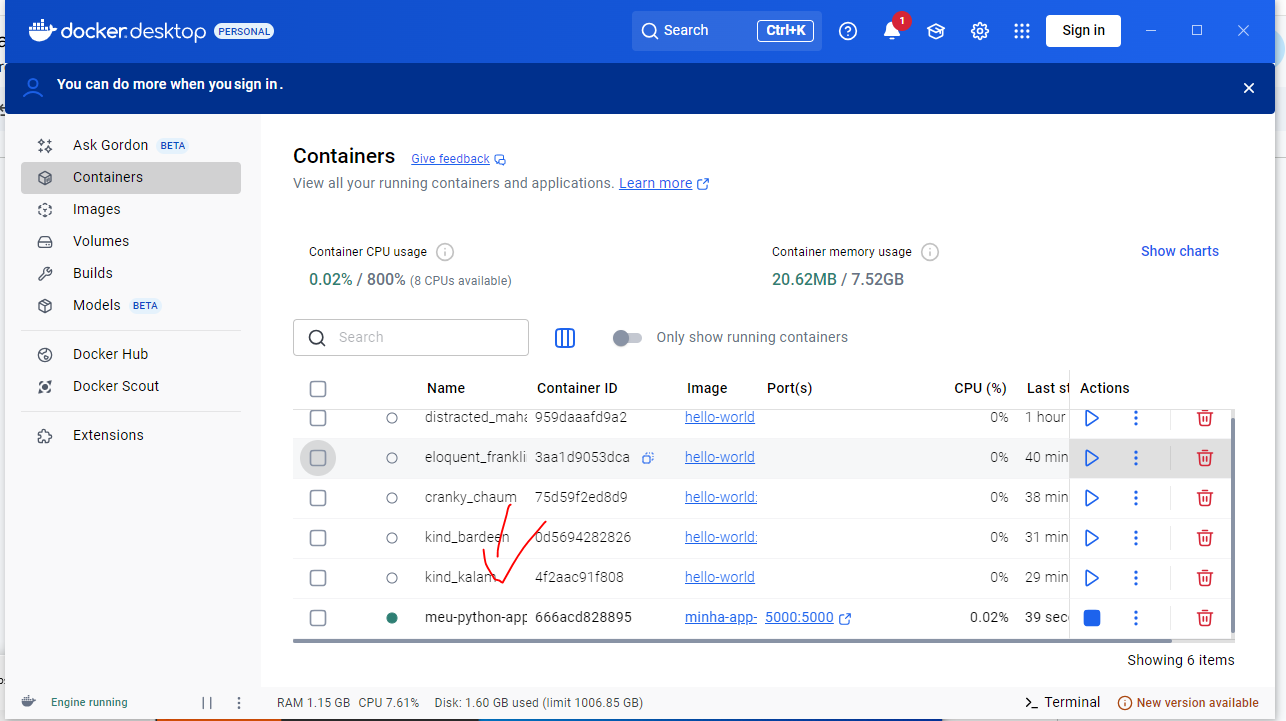 docker.desktop PERSONAL Search Ctrl+K 1 Sign in
You can do more when you sign in.
Ask Gordon BETA
Containers
Images
Volumes
Builds
Models BETA
Docker Hub
Docker Scout
Extensions
Containers Give feedback
View all your running containers and applications. Learn more
Container CPU usage
0.02% / 800% (8 CPUs available)
Container memory usage
20.62MB / 7.52GB
Show charts
Search
Only show running containers
Name Container ID Image Port(s) CPU (%) Last st Actions
distracted_maha 959daaafd9a2 hello-world 0% 1 hour
eloquent_frankli 3aa1d9053dca hello-world 0% 40 min
cranky_chaum 75d59f2ed8d9 hello-world: 0% 38 min
kind_bardeen 0d5694282826 hello-world: 0% 31 min
kind_kalam 4f2aac91f808 hello-world 0% 29 min
meu-python-app 666acd828895 minha-app- 5000:5000 0.02% 39 sec
Showing 6 items
Engine running RAM 1.15 GB CPU 7.61% Disk: 1.60 GB used (limit 1006.85 GB) Terminal New version available